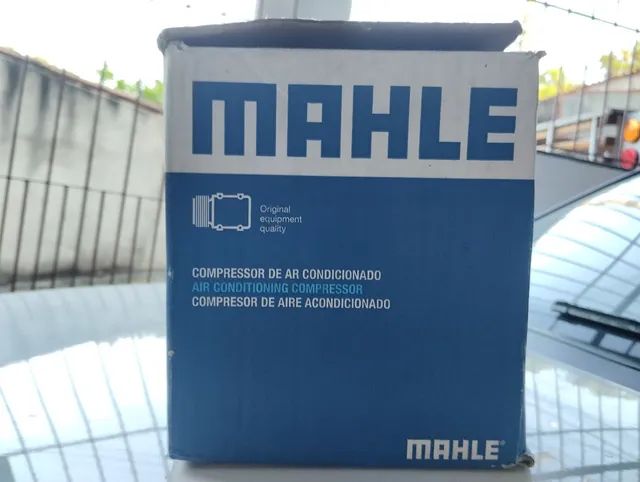 MAHLE
Original
equipment
quality
COMPRESSOR DE AR CONDICIONADO
AIR CONDITIONING COMPRESSOR
COMPRESOR DE AIRE ACONDICIONADO
MAHLE®